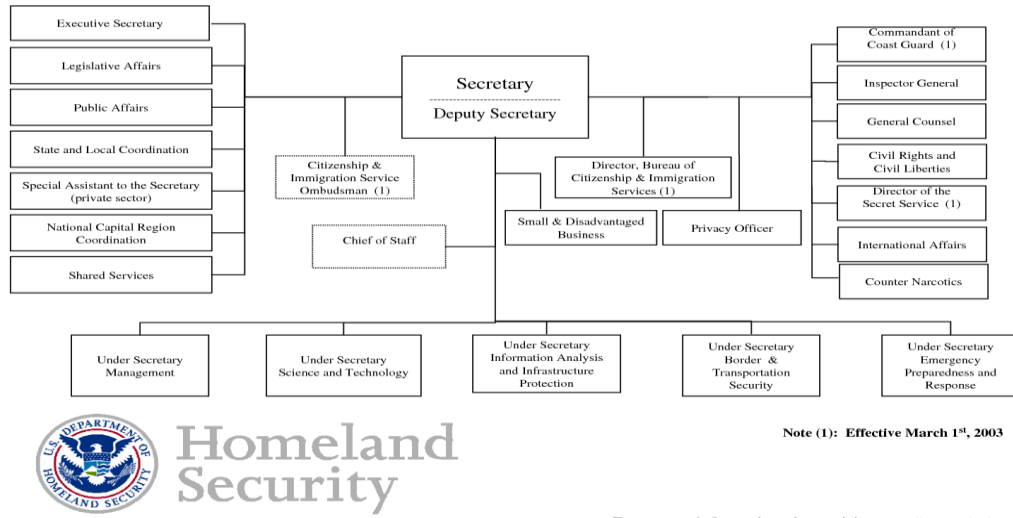 Executive Secretary
Legislative Affairs
Public Affairs
State and Local Coordination
Special Assistant to the Secretary
(private sector)
National Capital Region
Coordination
Shared Services
Secretary
Deputy Secretary
Citizenship &
Immigration Service
Ombudsman (1)
Chief of Staff
Director, Bureau of
Citizenship & Immigration
Services (1)
Small & Disadvantaged
Business
Privacy Officer
Commandant of
Coast Guard (1)
Inspector General
General Counsel
Civil Rights and
Civil Liberties
Director of the
Secret Service (1)
International Affairs
Counter Narcotics
Under Secretary
Management
Under Secretary
Science and Technology
Under Secretary
Information Analysis
and Infrastructure
Protection
Under Secretary
Border &
Transportation
Security
Under Secretary
Emergency
Preparedness and
Response
U.S. DEPARTMENT OF
HOMELAND SECURITY
Homeland
Security
Note (1): Effective March 1st, 2003